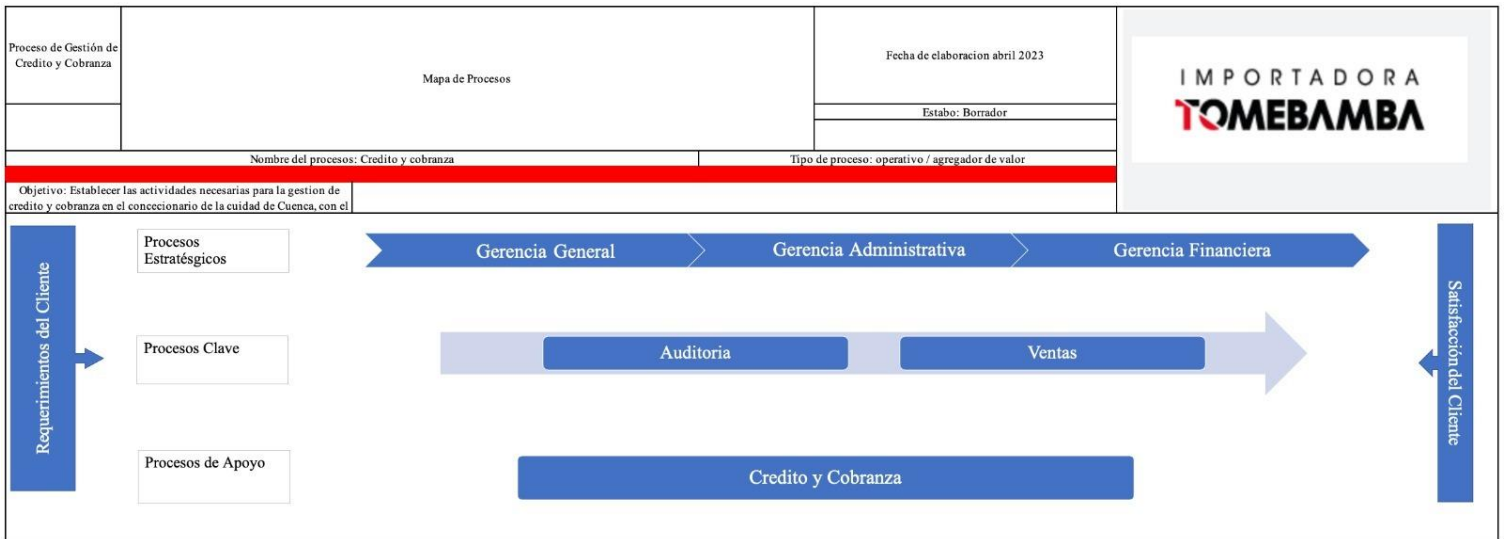 Proceso de Gestión de
Credito y Cobranza
Mapa de Procesos
Fecha de elaboracion abril 2023
Estabo: Borrador
IMPORTADORA
TOMEBAMBA
Nombre del procesos: Credito y cobranza
Tipo de proceso: operativo / agregador de valor
Objetivo: Establecer las actividades necesarias para la gestion de
credito y cobranza en el concecionario de la cuidad de Cuenca, con el
Requerimientos del Cliente
Procesos
Estratésgicos
Gerencia General
Gerencia Administrativa
Gerencia Financiera
Procesos Clave
Auditoria
Ventas
Procesos de Apoyo
Credito y Cobranza
Satisfacción del Cliente